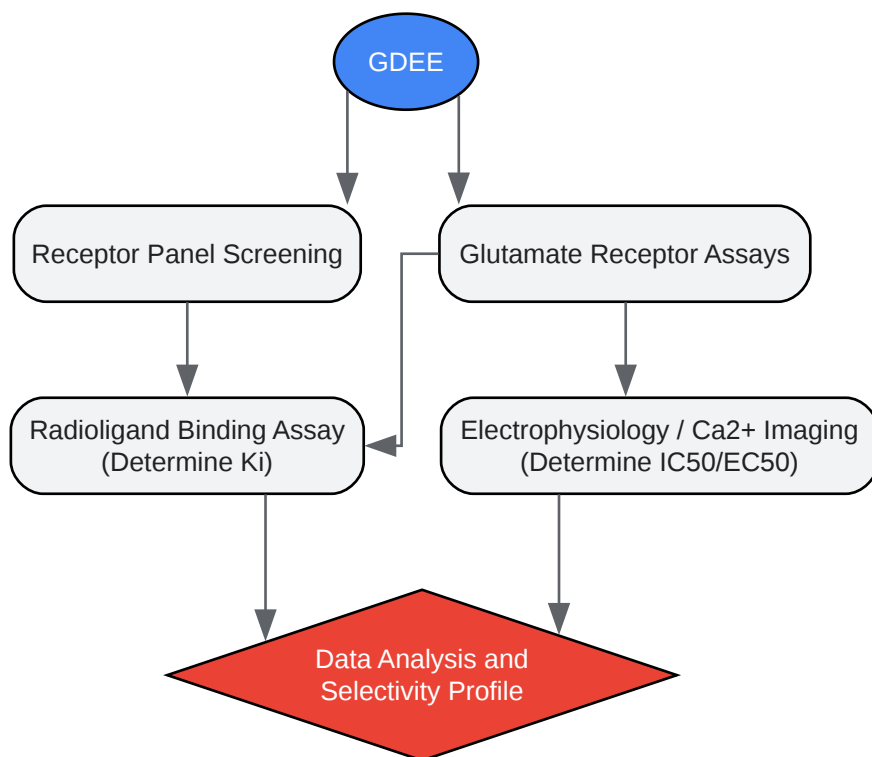 GDEE
Receptor Panel Screening
Glutamate Receptor Assays
Radioligand Binding Assay
(Determine Ki)
Electrophysiology / Ca2+ Imaging
(Determine IC50/EC50)
Data Analysis and
Selectivity Profile